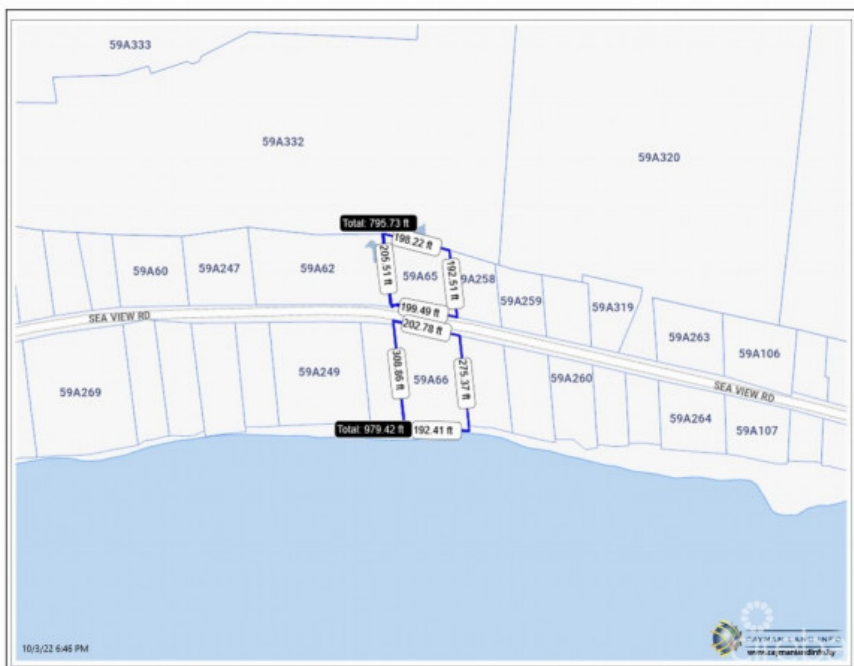 59A333
59A332
59A320
Total: 795.73 ft
198.22 ft
205.51 ft
192.51 ft
59A60
59A247
59A62
59A65
59A258
59A259
59A319
199.49 ft
SEA VIEW RD
202.78 ft
59A263
59A106
308.86 ft
275.37 ft
59A269
59A249
59A66
59A260
SEA VIEW RD
59A264
59A107
Total: 979.42 ft
192.41 ft
10/3/22 6:46 PM
CAYMAN LAND INFO
www.caymanlandinfo.ky